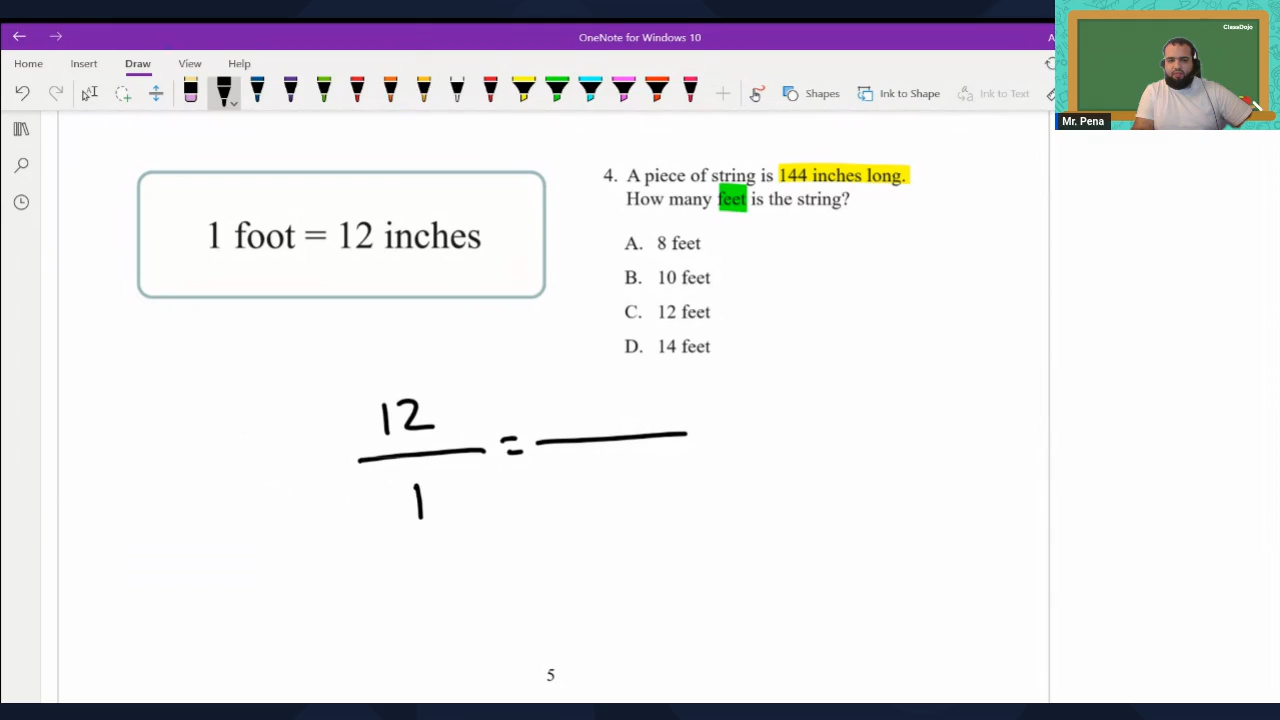 OneNote for Windows 10
A
ClassDojo
Mr. Pena
Home Insert Draw View Help
Shapes Ink to Shape Ink to Text
1 foot = 12 inches
4. A piece of string is 144 inches long.
How many feet is the string?
A. 8 feet
B. 10 feet
C. 12 feet
D. 14 feet
12
=
1
5